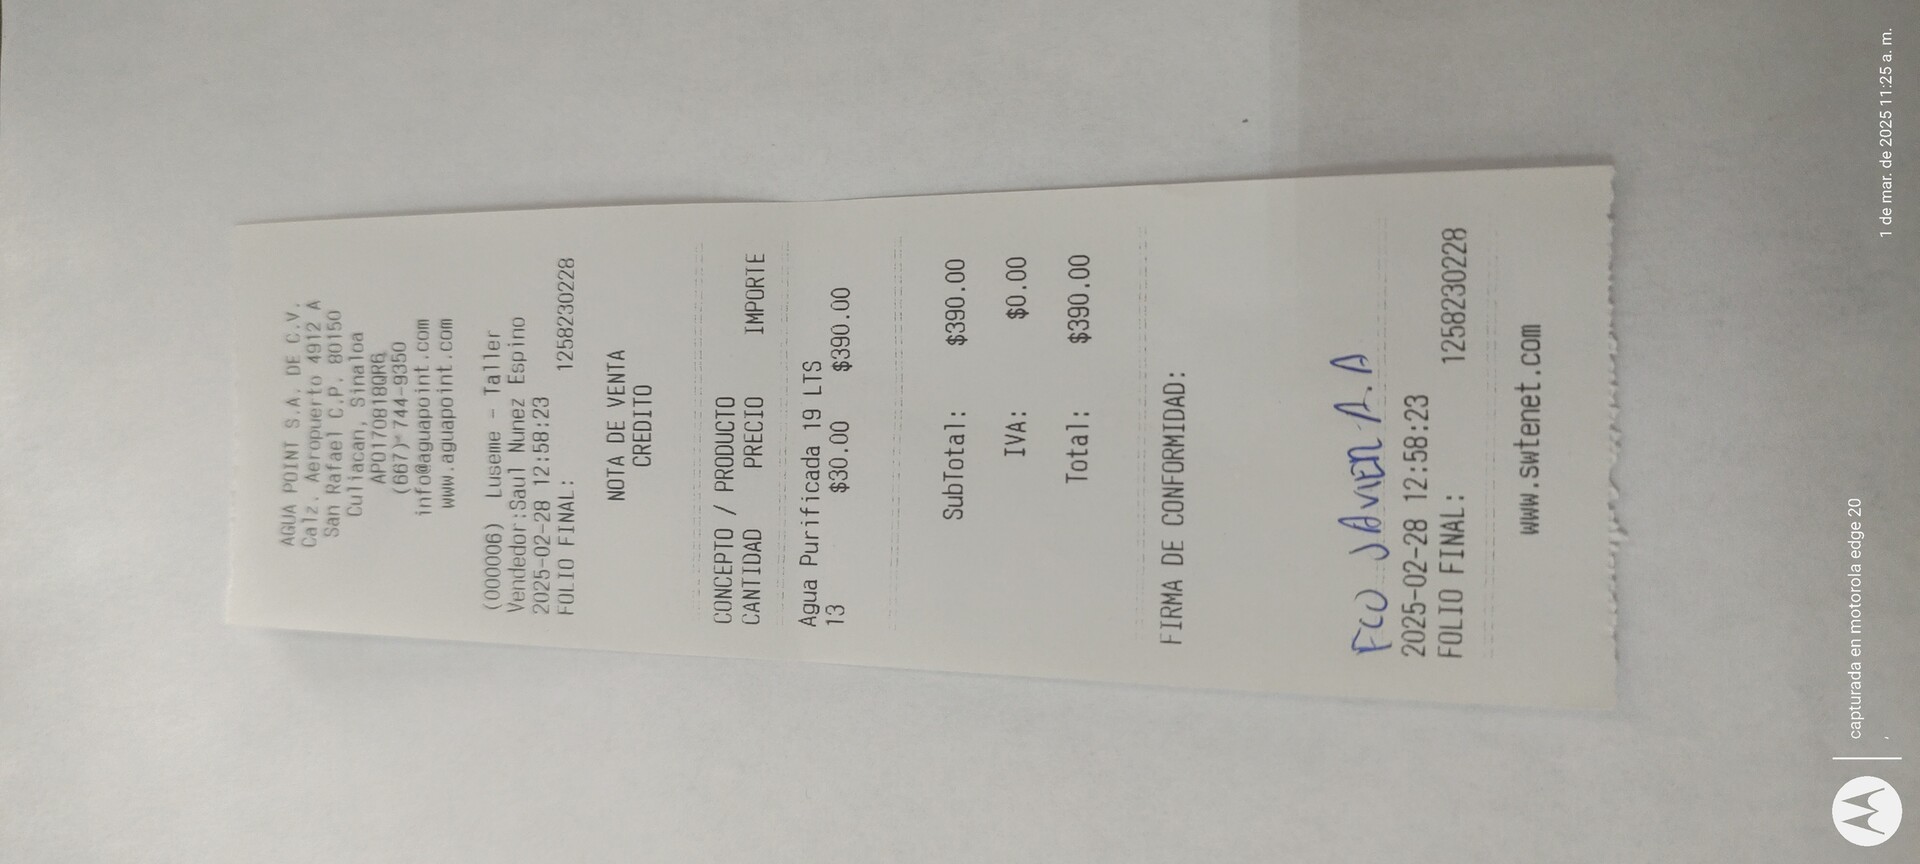 AGUA POINT S.A. DE C.V.
Calz. Aeropuerto 4912 A
San Rafael C.P. 80150
Culiacan, Sinaloa
APO170818QR6
(667) 744-9350
info@aguapoint.com
www.aguapoint.com
(000006) Luseme - Taller
Vendedor:Saul Nunez Espino
2025-02-28 12:58:23
FOLIO FINAL: 1258230228
NOTA DE VENTA
CREDITO
CONCEPTO / PRODUCTO
CANTIDAD PRECIO IMPORTE
Agua Purificada 19 LTS
13 $30.00 $390.00
SubTotal: $390.00
IVA: $0.00
Total: $390.00
FIRMA DE CONFORMIDAD:
FCO JAVIER A.A
2025-02-28 12:58:23
FOLIO FINAL: 1258230228
www.swtenet.com
capturada en motorola edge 20
1 de mar. de 2025 11:25 a. m.